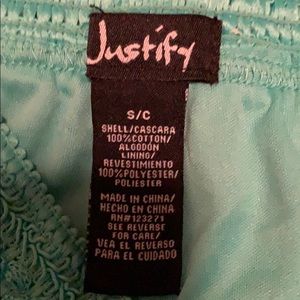 Justify
S/C
SHELL/CASCARA
100%COTTON/
ALGODÓN
LINING/
REVESTIMIENTO
100%POLYESTER/
POLIESTER
MADE IN CHINA/
HECHO EN CHINA
RN#123271
SEE REVERSE
FOR CARE/
VEA EL REVERSO
PARA EL CUIDADO